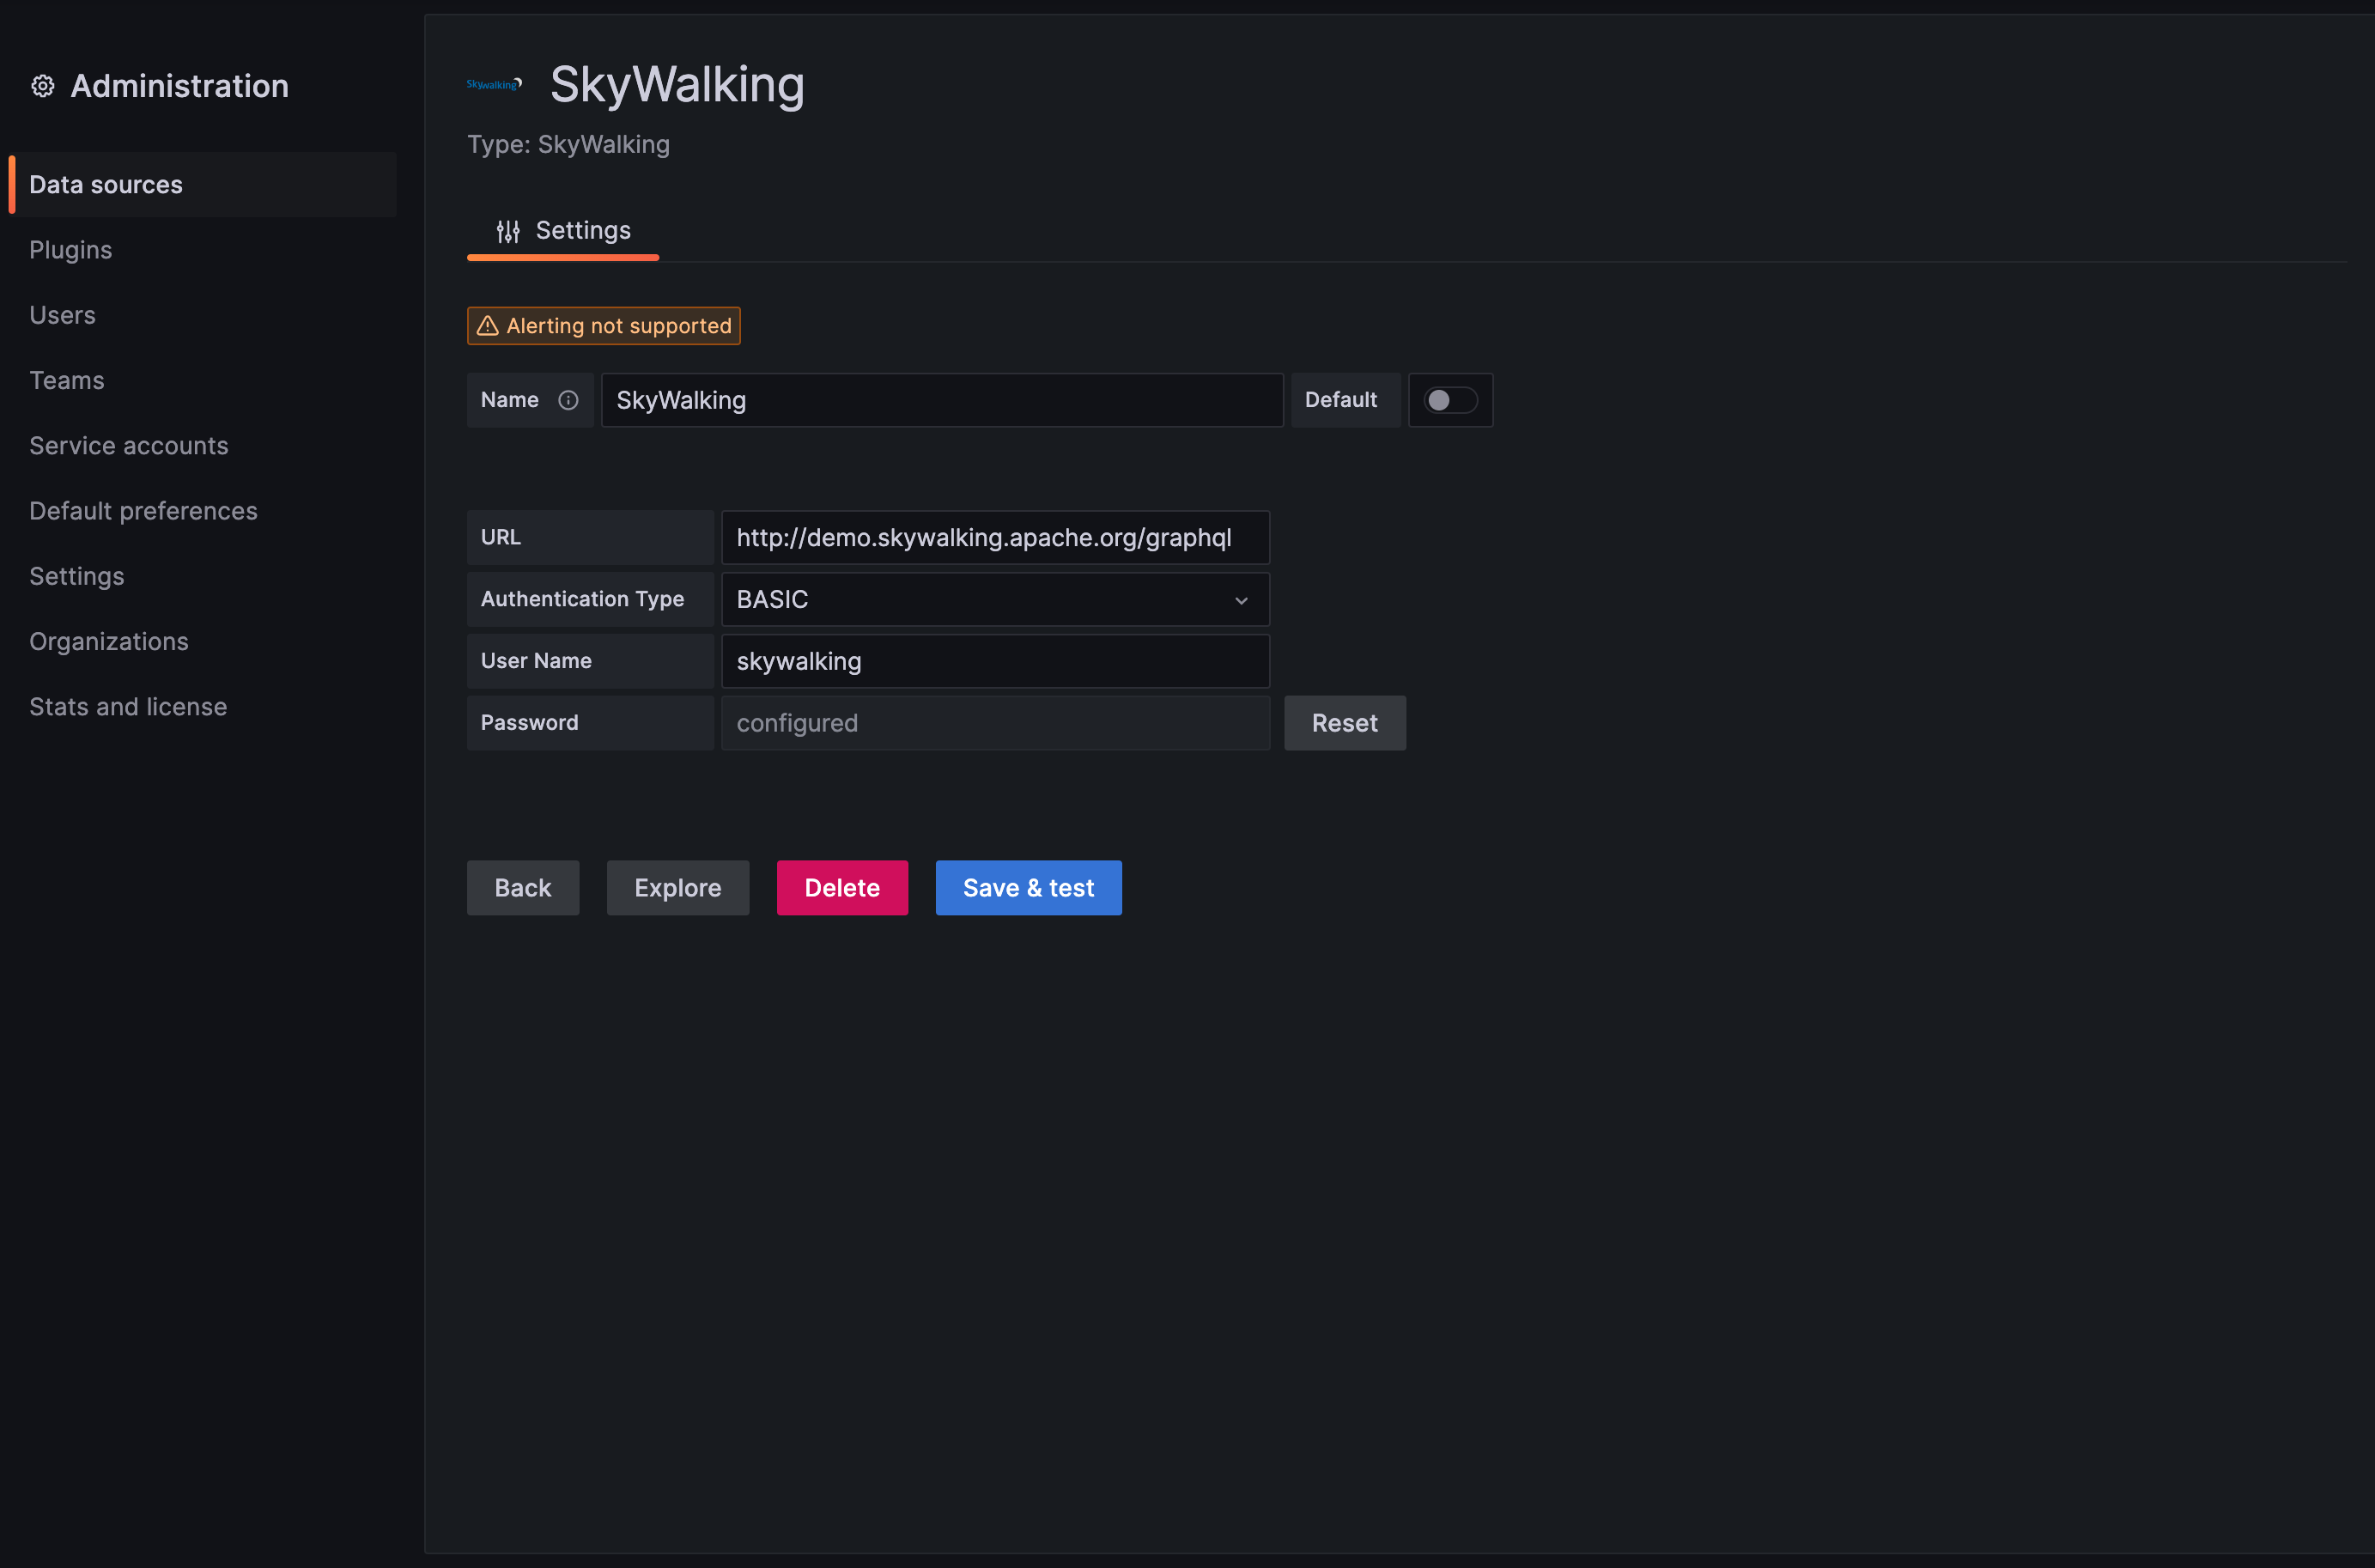 Administration
Data sources
Plugins
Users
Teams
Service accounts
Default preferences
Settings
Organizations
Stats and license
Skywalking
SkyWalking
Type: SkyWalking
Settings
Alerting not supported
Name SkyWalking Default
URL http://demo.skywalking.apache.org/graphql
Authentication Type BASIC
User Name skywalking
Password configured Reset
Back Explore Delete Save & test